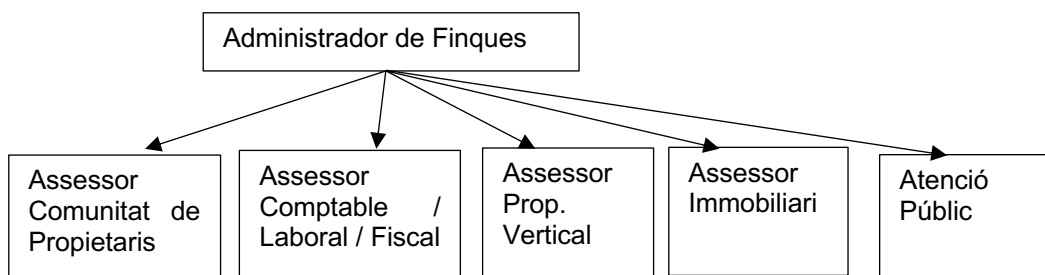 Administrador de Finques
Assessor
Comunitat de
Propietaris
Assessor
Comptable /
Laboral / Fiscal
Assessor
Prop.
Vertical
Assessor
Immobiliari
Atenció
Públic